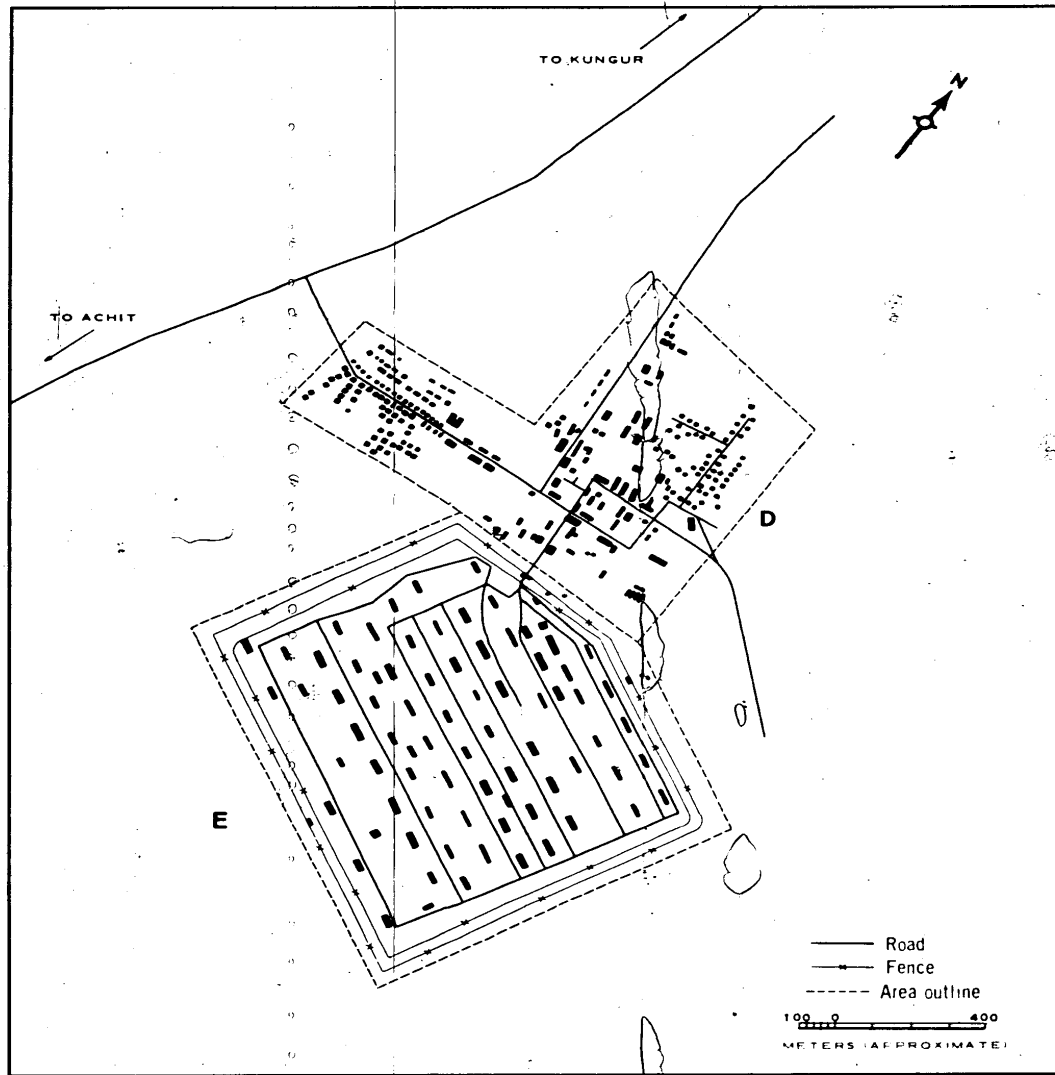 TO KUNGUR
N
TO ACHIT
D
E
Road
Fence
Area outline
100 0 400
METERS (APPROXIMATE)